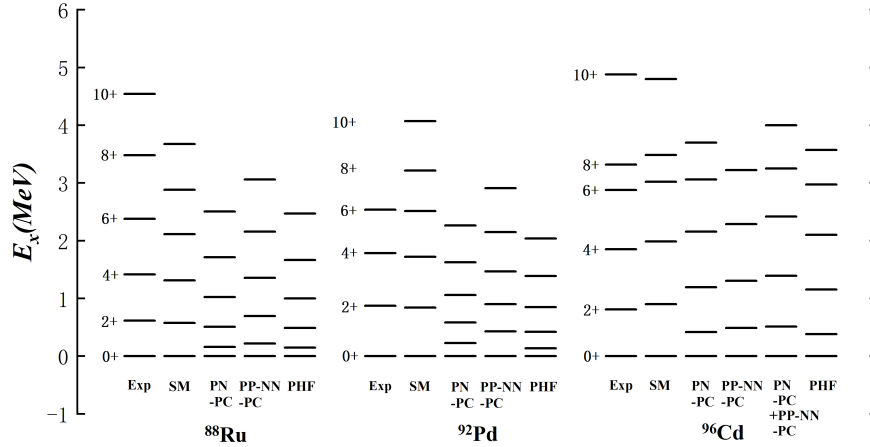 6
5
4
3
2
1
0
−1
E_x(MeV)
10+
8+
6+
4+
2+
0+
Exp
SM
PN
-PC
PP-NN
-PC
PHF
⁸⁸Ru
10+
8+
6+
4+
2+
0+
Exp
SM
PN
-PC
PP-NN
-PC
PHF
⁹²Pd
10+
8+
6+
4+
2+
0+
Exp
SM
PN
-PC
PP-NN
-PC
PN
-PC
+PP-NN
-PC
PHF
⁹⁶Cd